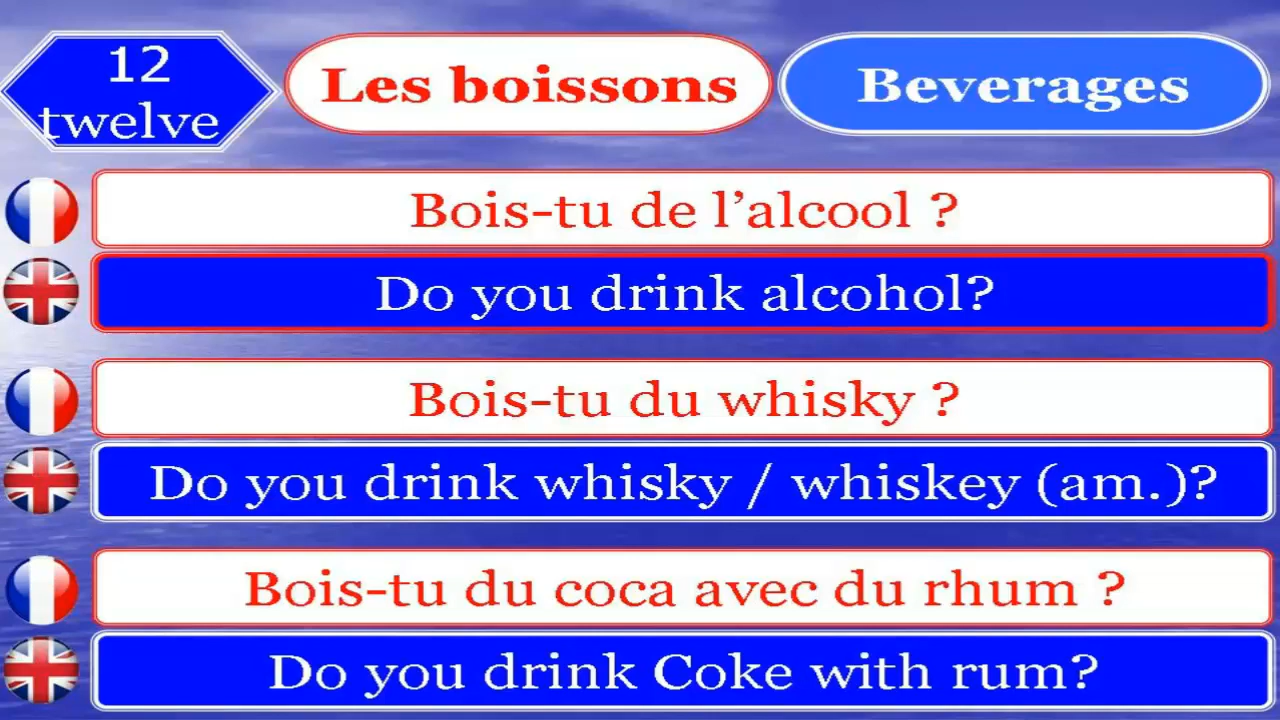 12
twelve
Les boissons
Beverages
Bois-tu de l’alcool ?
Do you drink alcohol?
Bois-tu du whisky ?
Do you drink whisky / whiskey (am.)?
Bois-tu du coca avec du rhum ?
Do you drink Coke with rum?